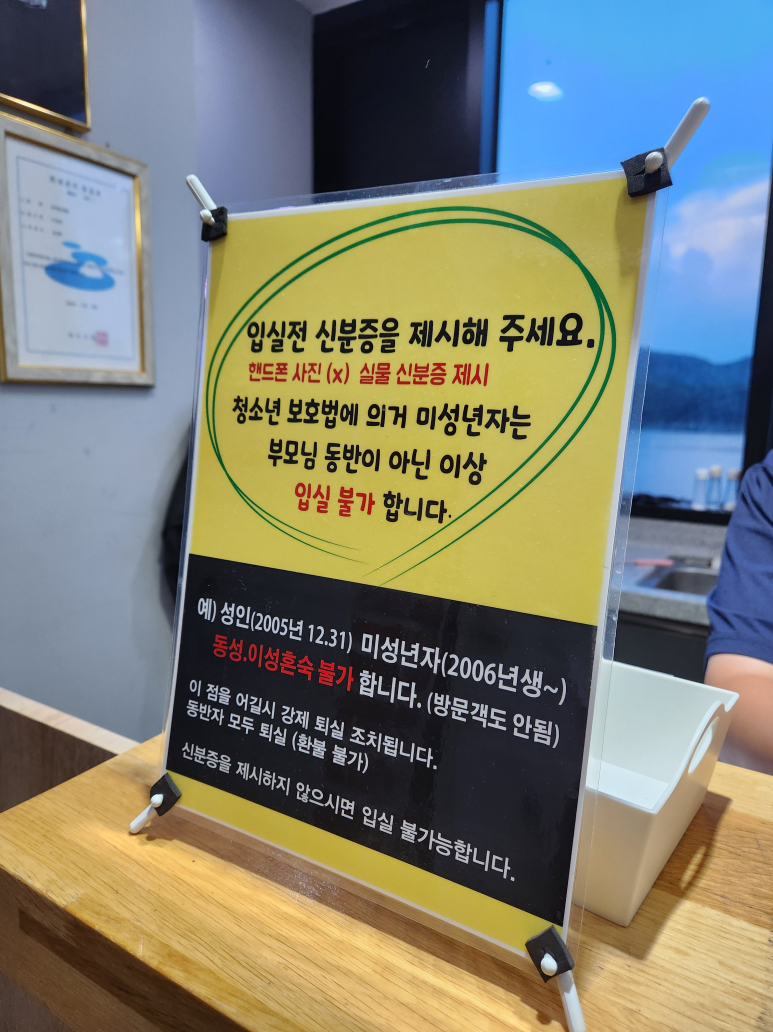 입실전 신분증을 제시해 주세요.
핸드폰 사진 (x) 실물 신분증 제시
청소년 보호법에 의거 미성년자는
부모님 동반이 아닌 이상
입실 불가 합니다.
예) 성인(2005년 12.31) 미성년자(2006년생~)
동성.이성혼숙 불가 합니다. (방문객도 안됨)
이 점을 어길시 강제 퇴실 조치됩니다.
동반자 모두 퇴실 (환불 불가)
신분증을 제시하지 않으시면 입실 불가능합니다.